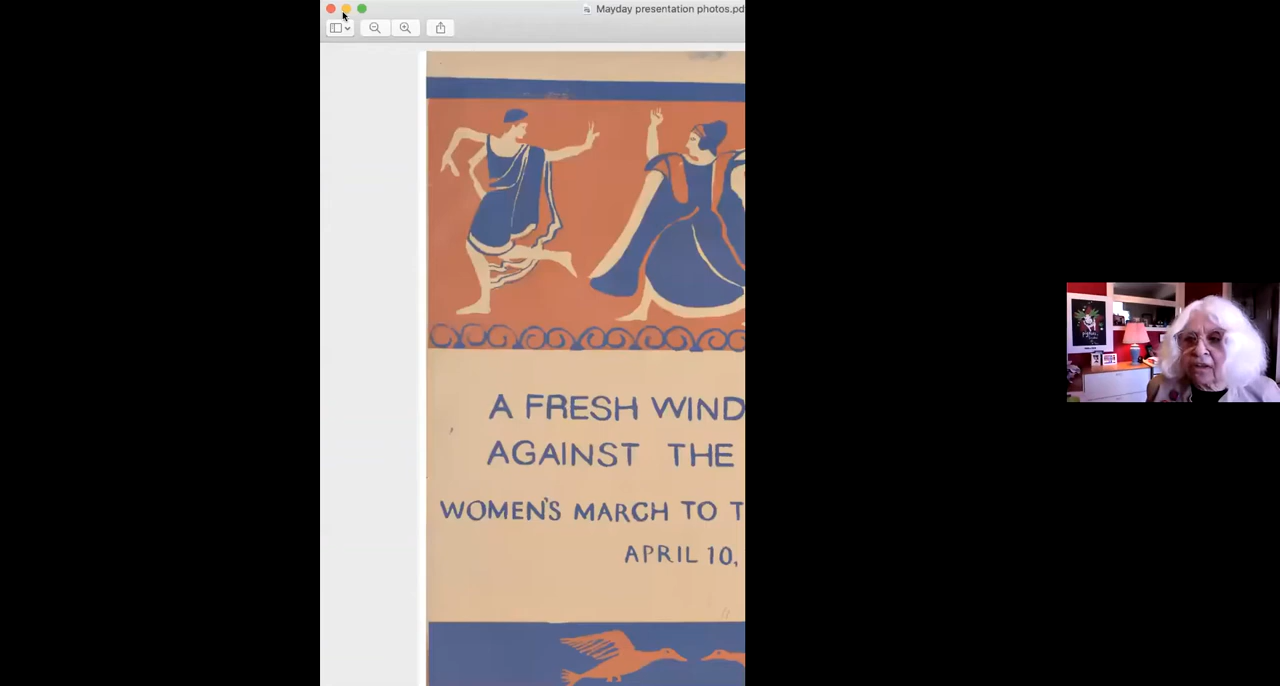 Mayday presentation photos.pd
A FRESH WIND
AGAINST THE
WOMEN'S MARCH TO T
APRIL 10,